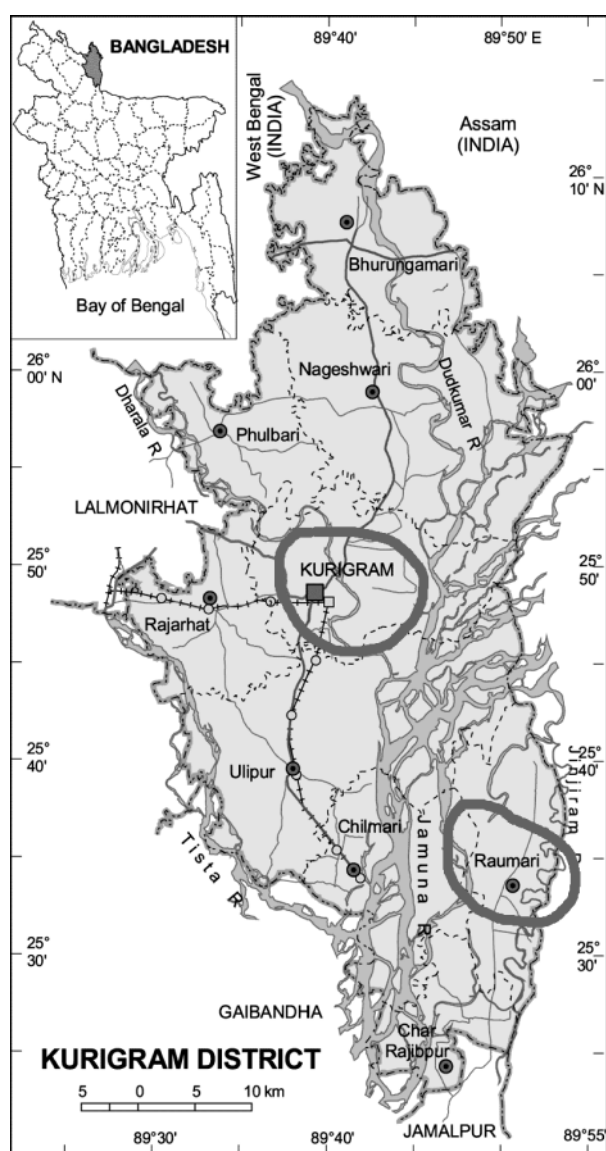 BANGLADESH
Bay of Bengal
89°40'
89°50' E
West Bengal
(INDIA)
Assam
(INDIA)
26°
10' N
Bhurungamari
26°
00' N
Nageshwari
26°
00'
Dharala R
Dudkumar R
Phulbari
LALMONIRHAT
25°
50'
KURIGRAM
25°
50'
Rajarhat
25°
40'
Ulipur
25°
40'
Jinjiram R
Chilmari
Jamuna R
Raumari
Tista R
25°
30'
25°
30'
GAIBANDHA
Char
Rajibpur
KURIGRAM DISTRICT
5 0 5 10 km
JAMALPUR
89°30'
89°40'
89°55'